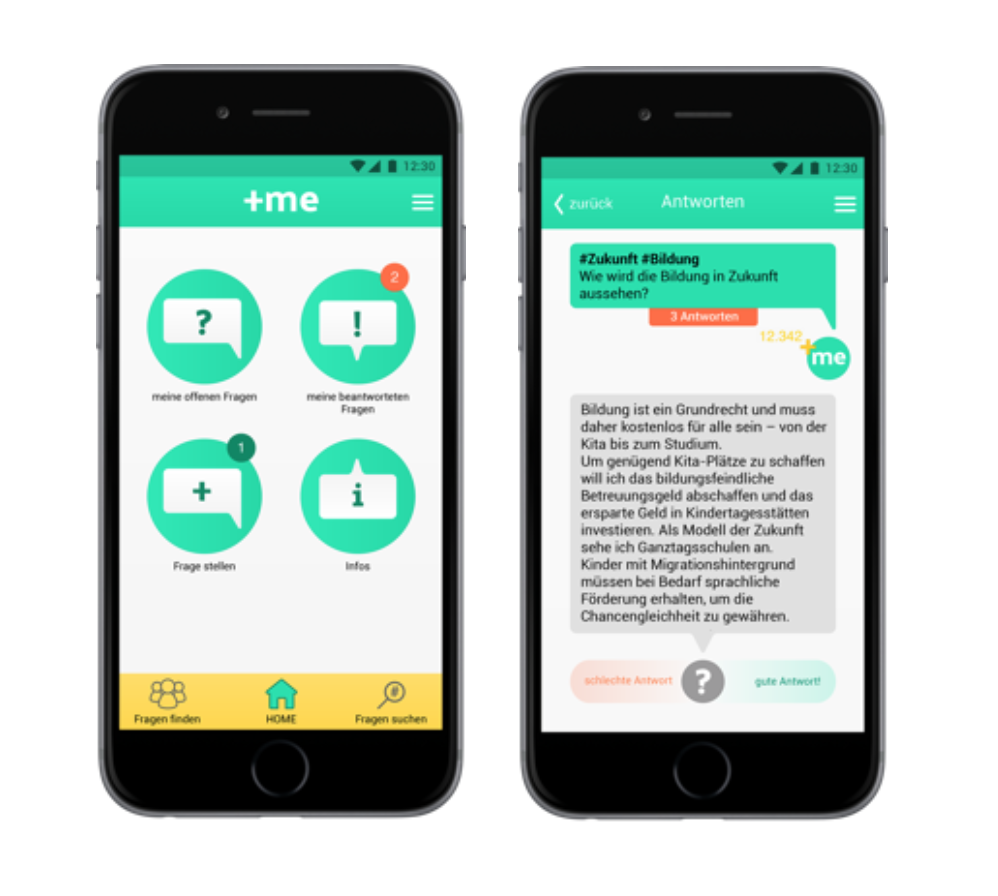 12:30
+me
2
?
!
meine offenen Fragen
meine beantworteten
Fragen
1
+
i
Frage stellen
Infos
#
Fragen finden
HOME
Fragen suchen
12:30
zurück
Antworten
#Zukunft #Bildung
Wie wird die Bildung in Zukunft
aussehen?
3 Antworten
12.342
+me
Bildung ist ein Grundrecht und muss
daher kostenlos für alle sein – von der
Kita bis zum Studium.
Um genügend Kita-Plätze zu schaffen
will ich das bildungsfeindliche
Betreuungsgeld abschaffen und das
ersparte Geld in Kindertagesstätten
investieren. Als Modell der Zukunft
sehe ich Ganztagsschulen an.
Kinder mit Migrationshintergrund
müssen bei Bedarf sprachliche
Förderung erhalten, um die
Chancengleichheit zu gewähren.
schlechte Antwort
?
gute Antwort!